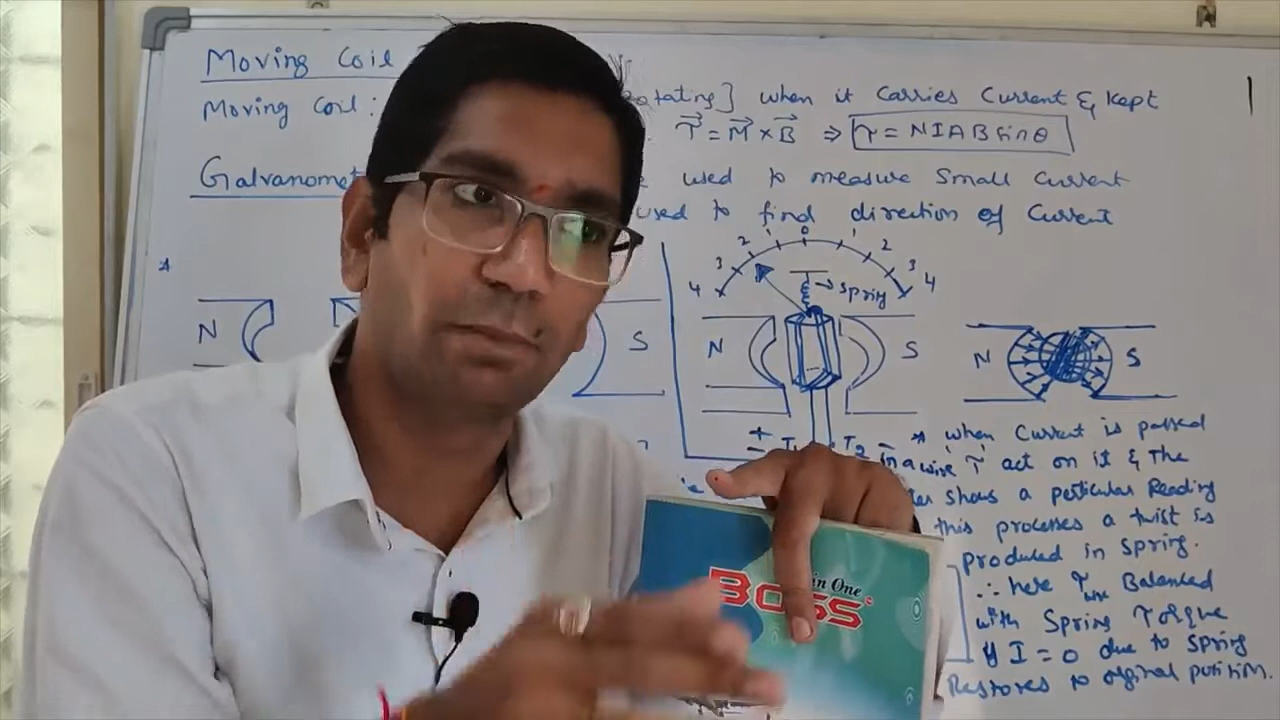 Moving Coil
Moving Coil : rotating] when it carries Current & Kept
τ = M × B ⇒ τ = NIAB sinθ
Galvanomet used to measure Small Current
used to find direction of Current
4 3 2 1 0 1 2 3 4
→ Spring
N S N S N S
+ - T2 -
* when Current is passed
in a wire τ act on it & the
shows a perticular Reading
this processes a twist is
produced in spring.
∴ here τ Balanced
with Spring Torque
if I = 0 due to spring
Restores to orginal position.
in One
BOSS